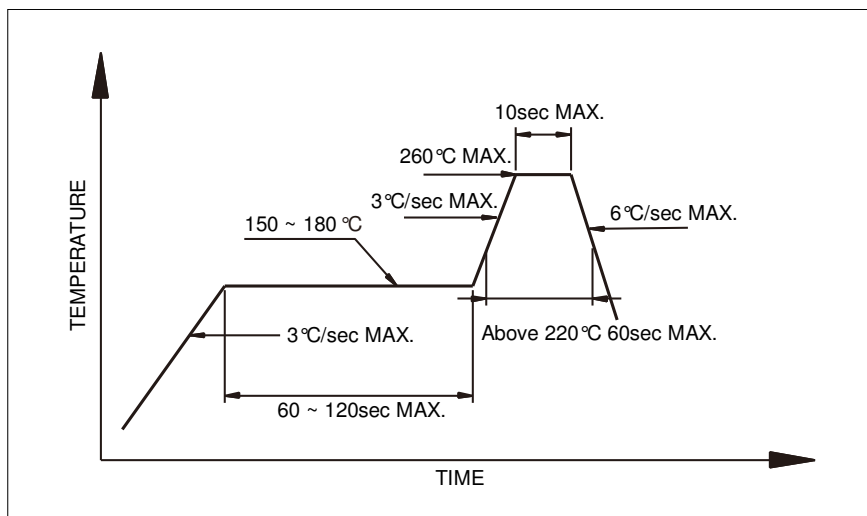 10sec MAX.
260°C MAX.
3°C/sec MAX.
6°C/sec MAX.
150 ~ 180 °C
TEMPERATURE
3°C/sec MAX.
Above 220°C 60sec MAX.
60 ~ 120sec MAX.
TIME